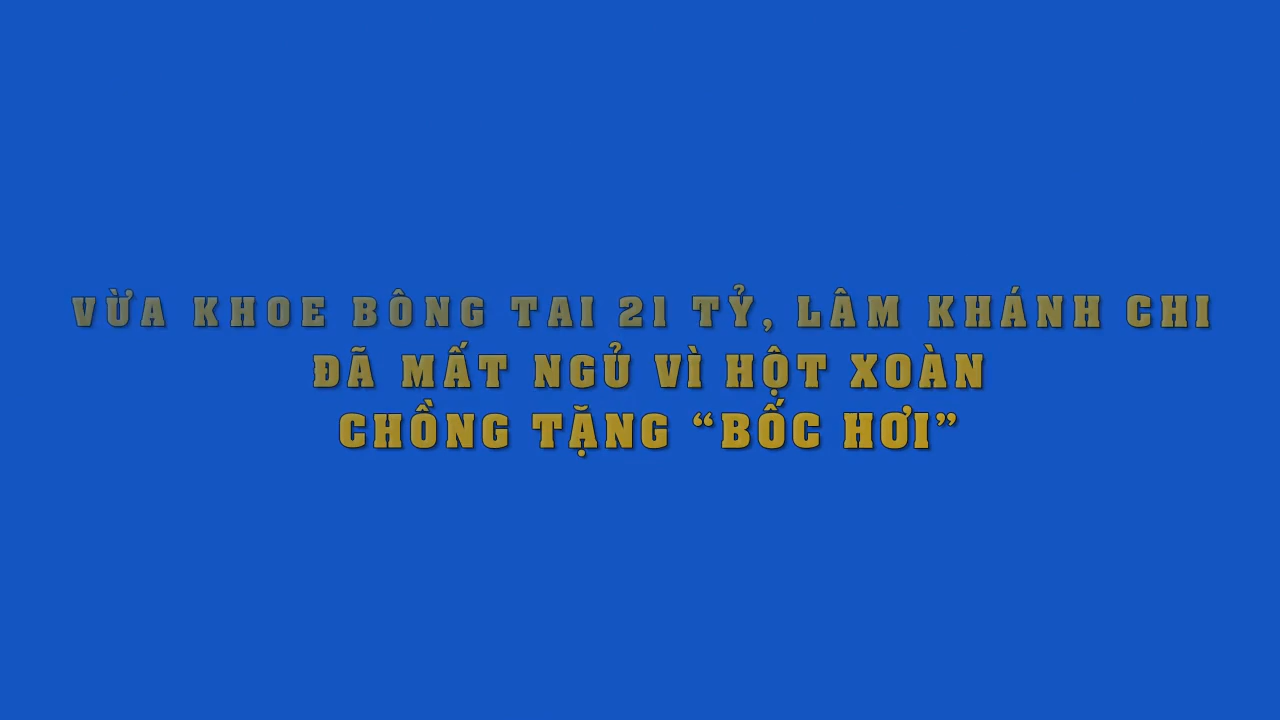 VỪA KHOE BÔNG TAI 21 TỶ, LÂM KHÁNH CHI
ĐÃ MẤT NGỦ VÌ HỘT XOÀN
CHỒNG TẶNG “BỐC HƠI”